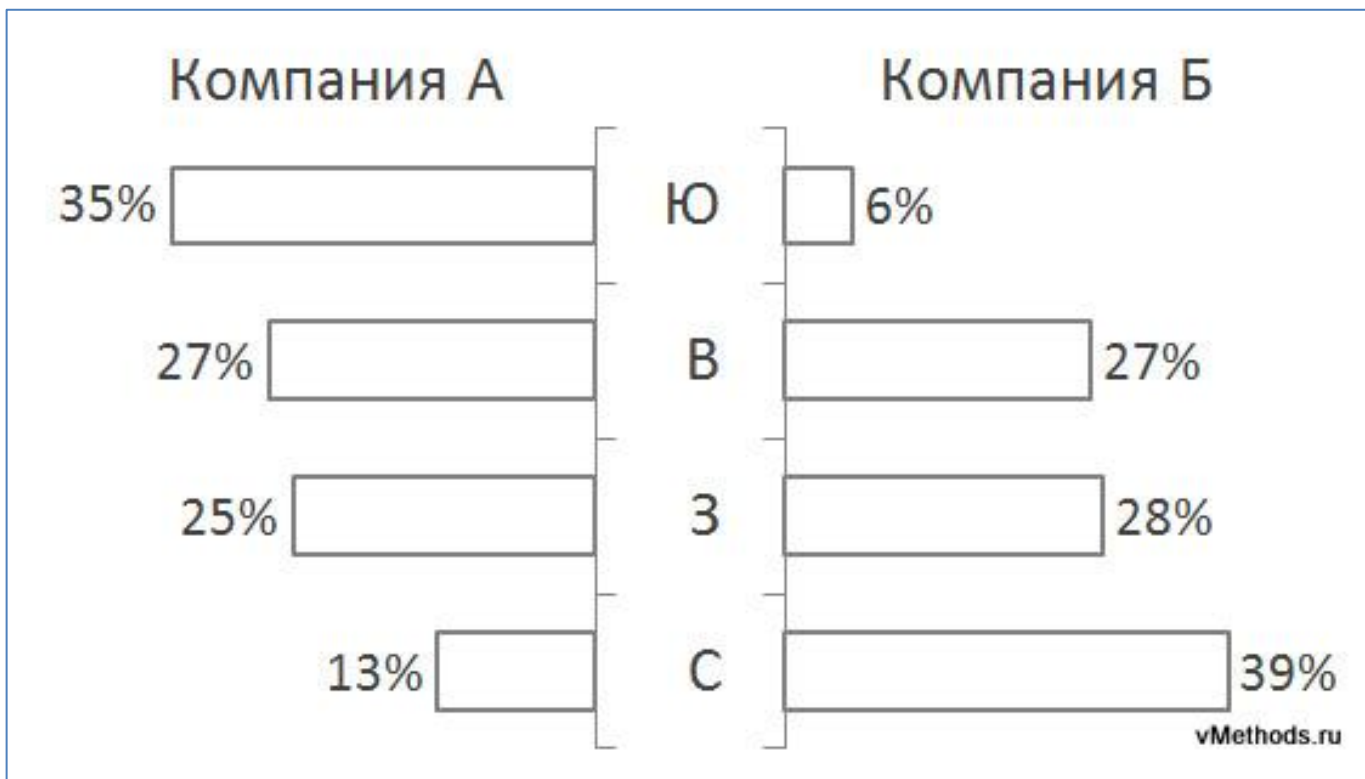 Компания А Компания Б
35% Ю 6%
27% В 27%
25% З 28%
13% С 39%
vMethods.ru